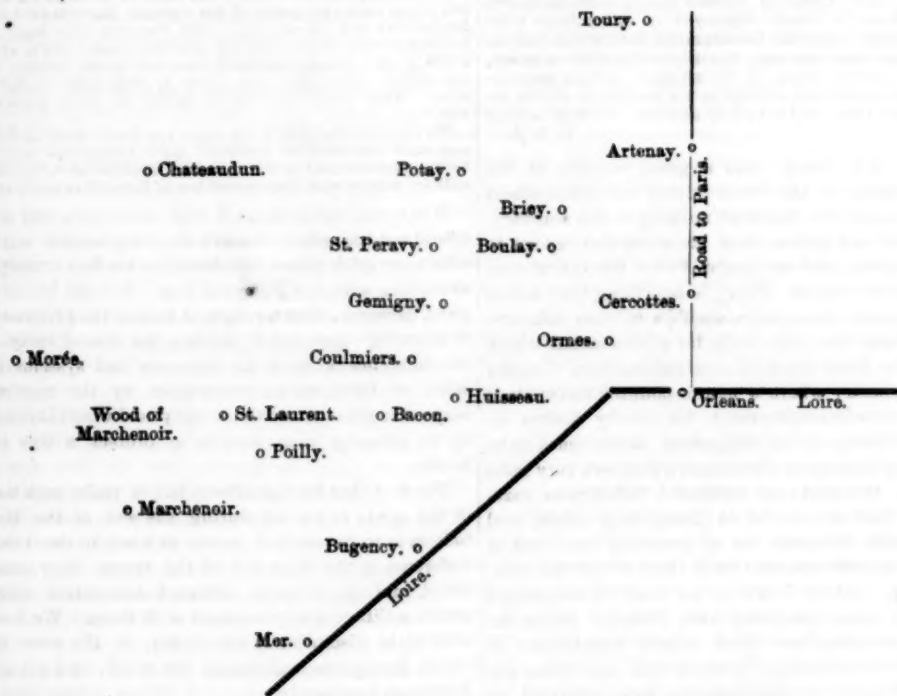 Toury.
Artenay.
Road to Paris.
Chateaudun.
Potay.
Briey.
St. Peravy.
Boulay.
Gemigny.
Cercottes.
Ormes.
Morée.
Coulmiers.
Orleans.
Loire.
Huisseau.
Wood of
Marchenoir.
St. Laurent.
Bacon.
Poilly.
Marchenoir.
Bugency.
Loire.
Mer.